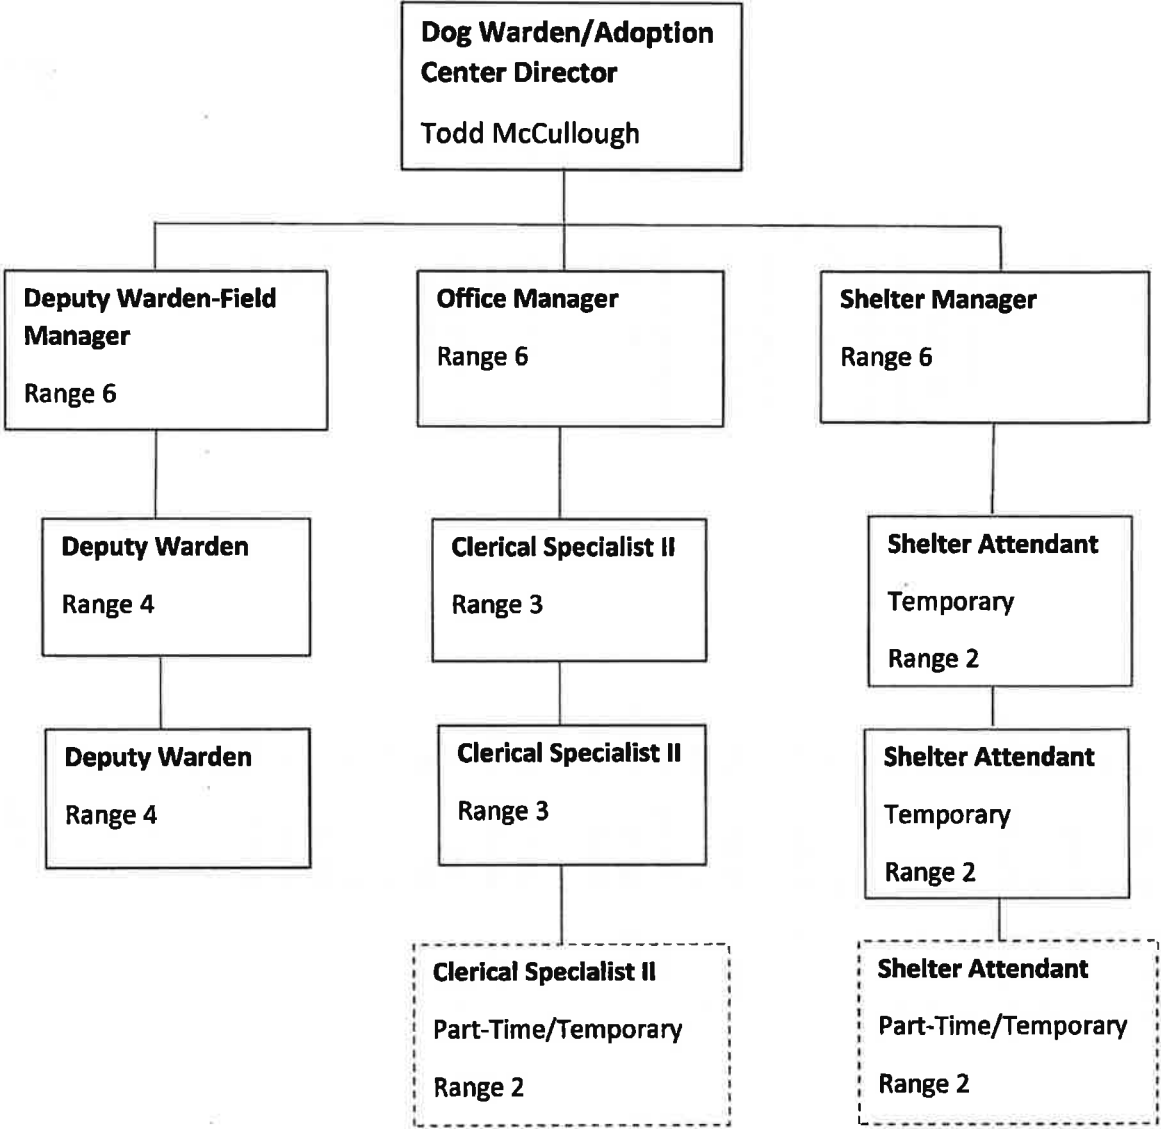 Dog Warden/Adoption
Center Director
Todd McCullough
Deputy Warden-Field
Manager
Range 6
Office Manager
Range 6
Shelter Manager
Range 6
Deputy Warden
Range 4
Clerical Specialist II
Range 3
Shelter Attendant
Temporary
Range 2
Deputy Warden
Range 4
Clerical Specialist II
Range 3
Shelter Attendant
Temporary
Range 2
Clerical Specialist II
Part-Time/Temporary
Range 2
Shelter Attendant
Part-Time/Temporary
Range 2